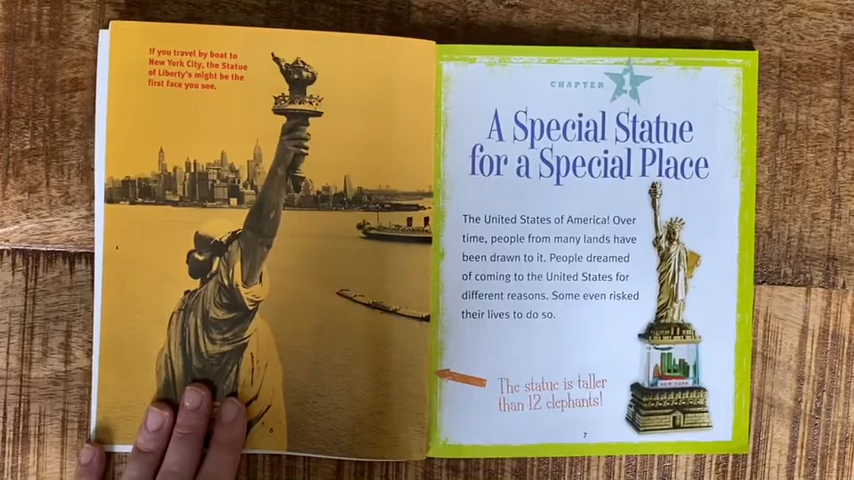 If you travel by boat to
New York City, the Statue
of Liberty's might be the
first face you see.
6
CHAPTER 1
A Special Statue
for a Special Place
The United States of America! Over
time, people from many lands have
been drawn to it. People dreamed
of coming to the United States for
different reasons. Some even risked
their lives to do so.
The statue is taller
than 12 elephants!
NEW YORK
7